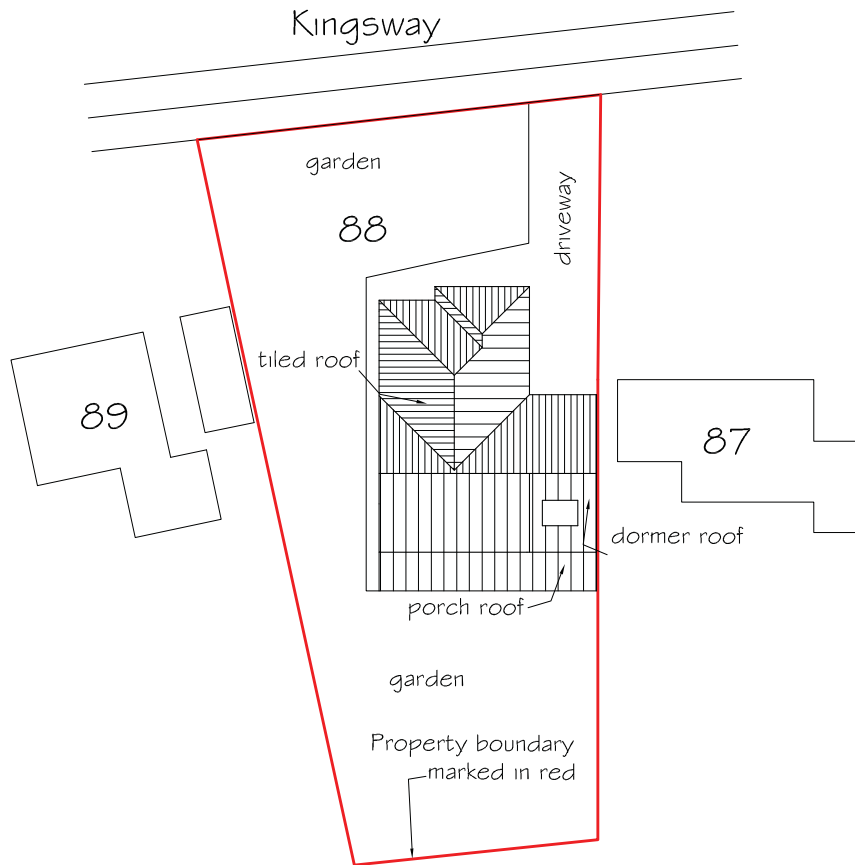 Kingsway
garden
driveway
88
tiled roof
89
87
dormer roof
porch roof
garden
Property boundary
marked in red